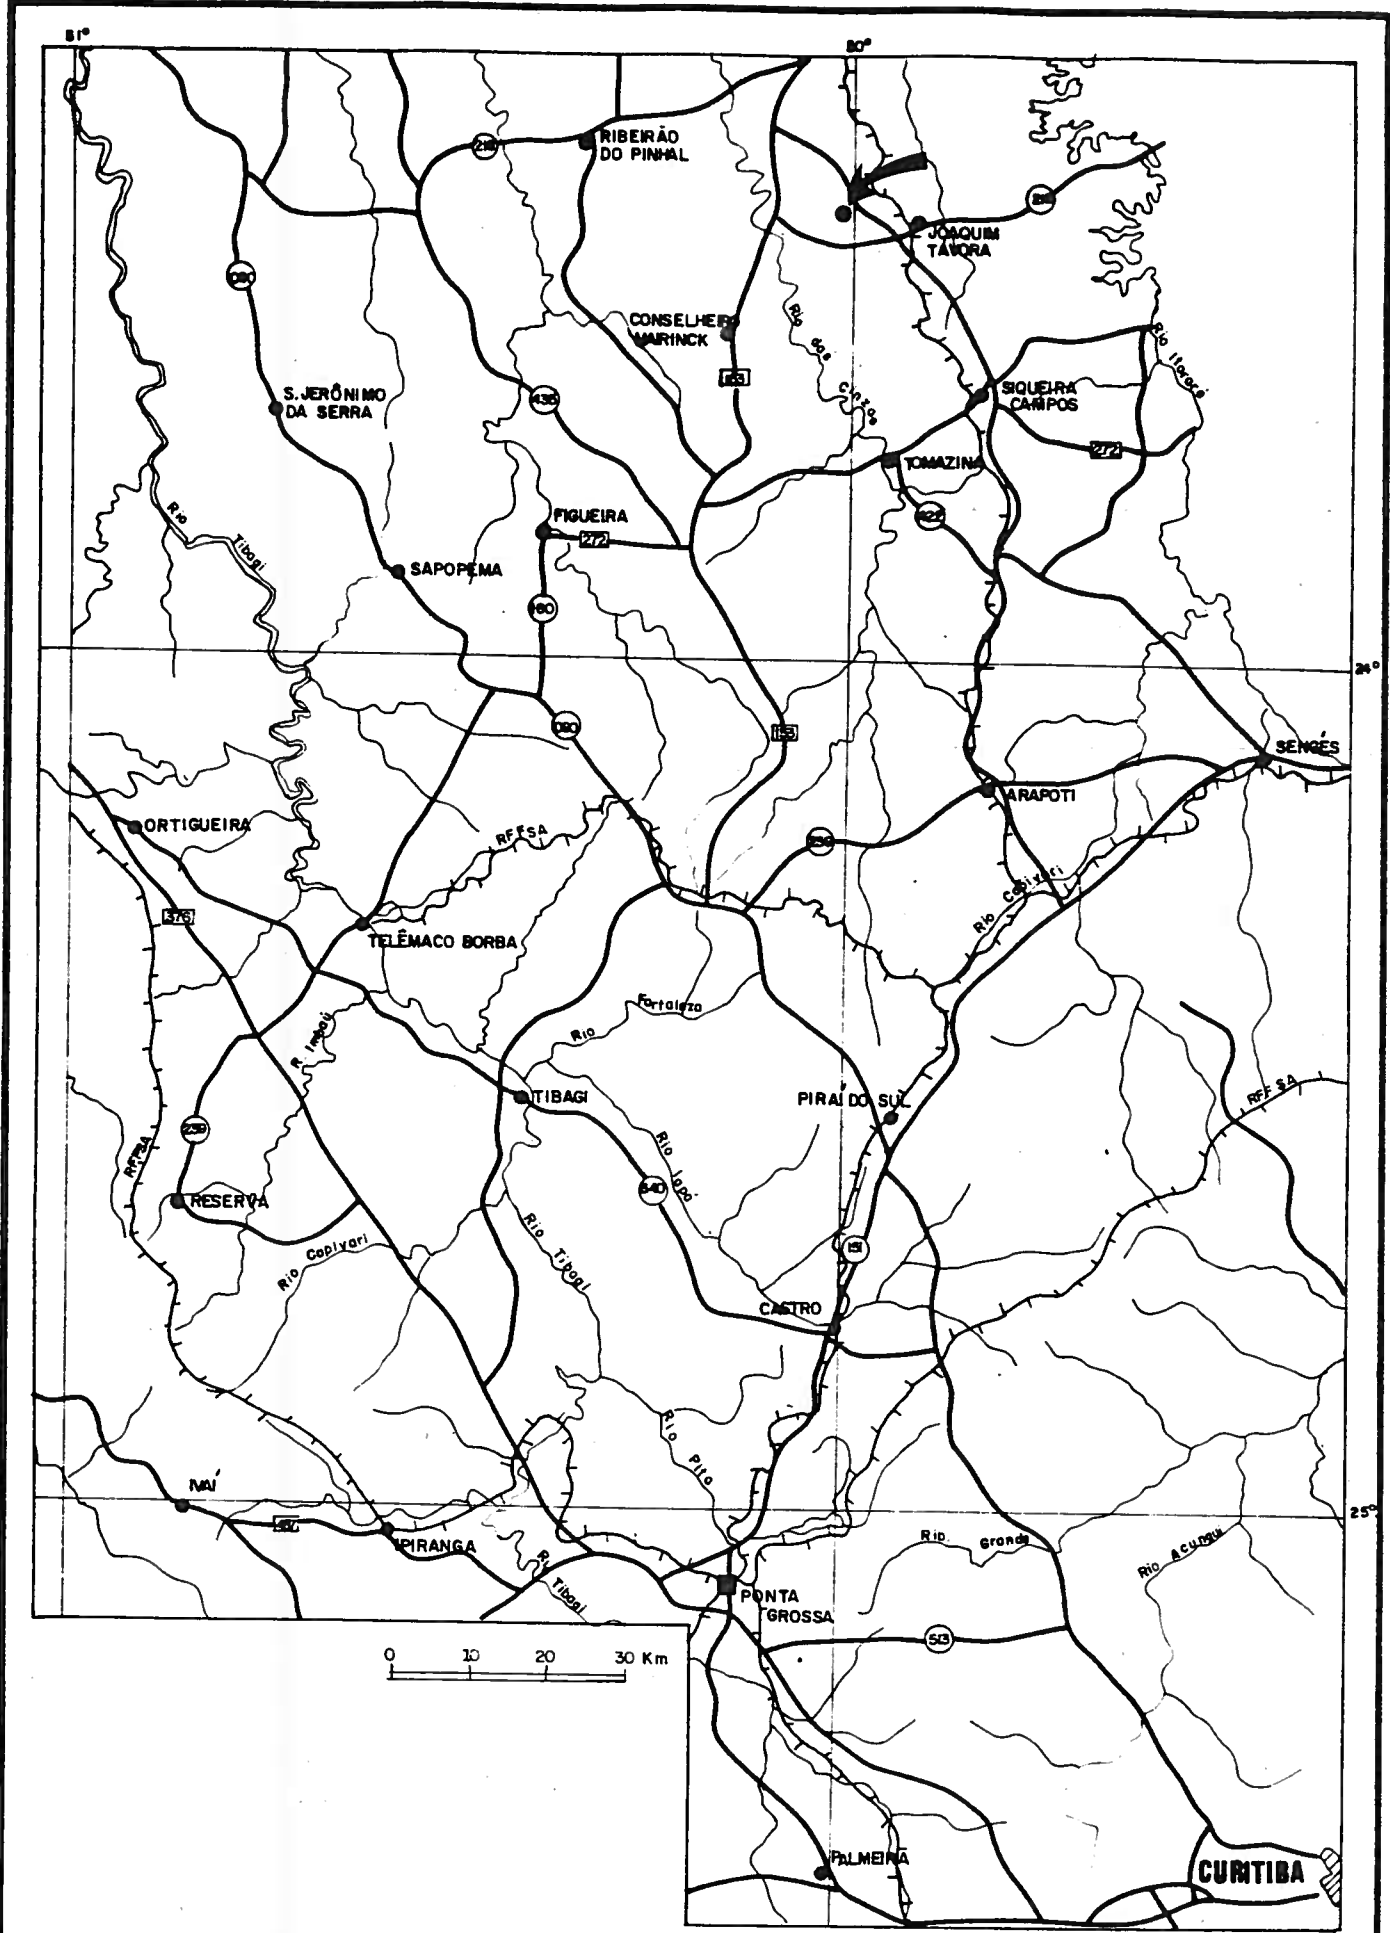 51°
50°
RIBEIRÃO
DO PINHAL
JOAQUIM
TÁVORA
090
CONSELHEIRO
MAIRINCK
Rio das Cinzas
Rio Itararé
153
S. JERÔNIMO
DA SERRA
435
SIQUEIRA
CAMPOS
272
TOMAZINA
422
Rio Tibagi
FIGUEIRA
272
SAPOPEMA
160
24°
090
153
SENGÉS
ARAPOTI
ORTIGUEIRA
RFFSA
239
Rio Capivari
376
TELÊMACO BORBA
Rio Fortaleza
R. Imbaú
TIBAGI
PIRAÍ DO SUL
RFFSA
239
RFFSA
Rio Iapó
340
RESERVA
Rio Tibagi
Rio Capivari
151
CASTRO
Rio Pita
IVAÍ
25°
IPIRANGA
Rio Grande
Rio Açungui
R. Tibagi
PONTA
GROSSA
513
0 10 20 30 Km
PALMEIRA
CURITIBA